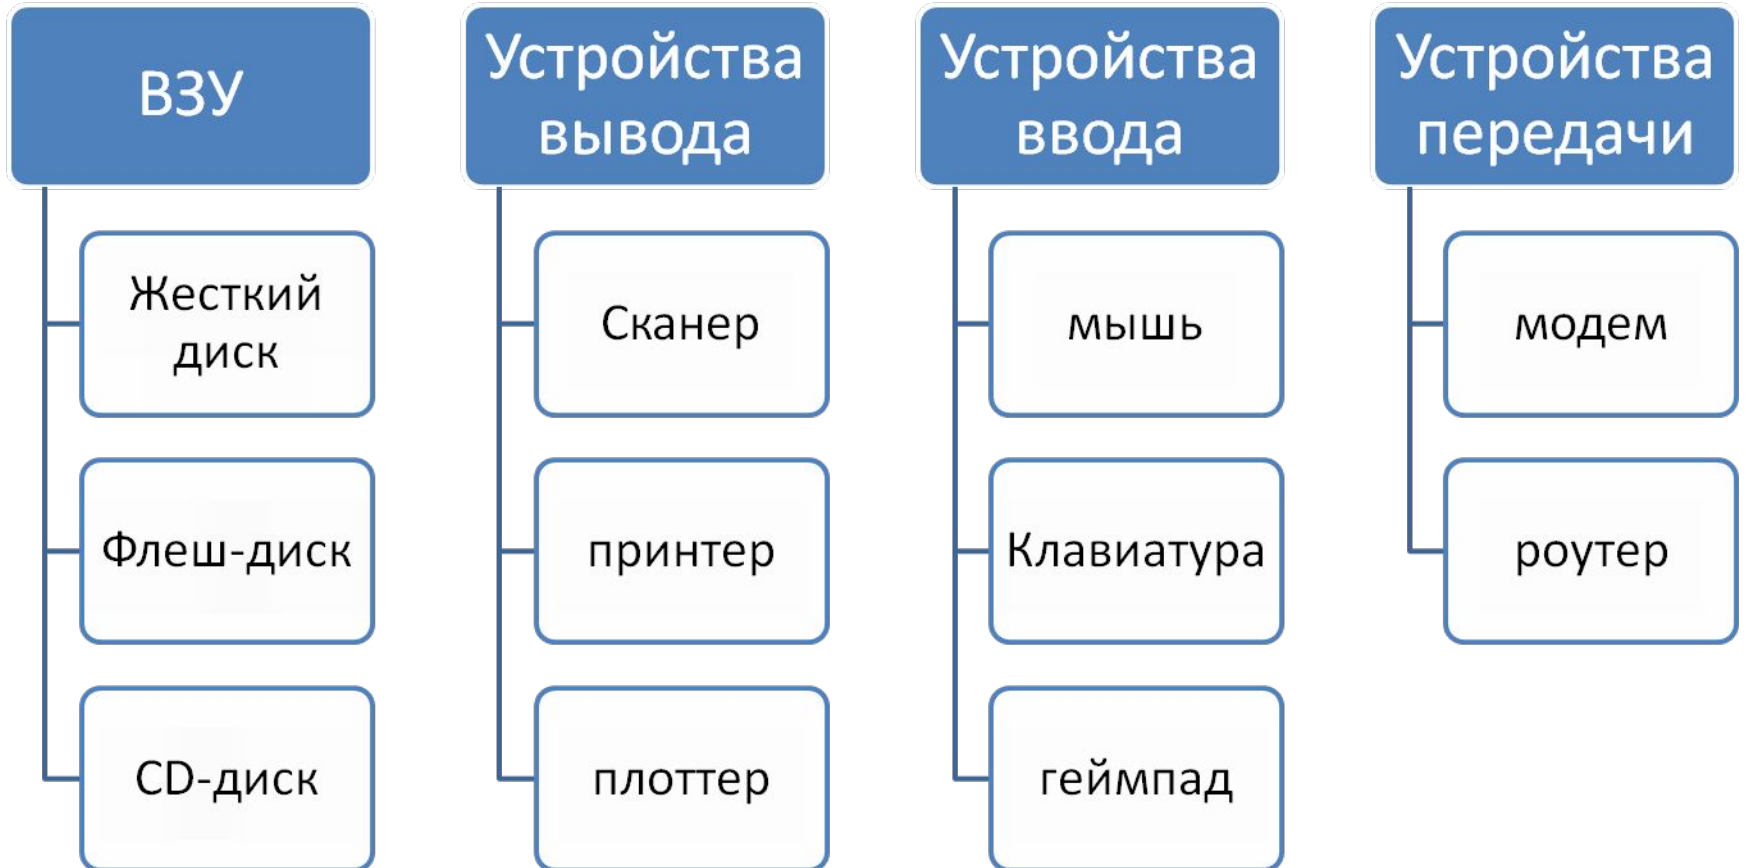 ВЗУ
Жесткий
диск
Флеш-диск
CD-диск
Устройства
вывода
Сканер
принтер
плоттер
Устройства
ввода
мышь
Клавиатура
геймпад
Устройства
передачи
модем
роутер